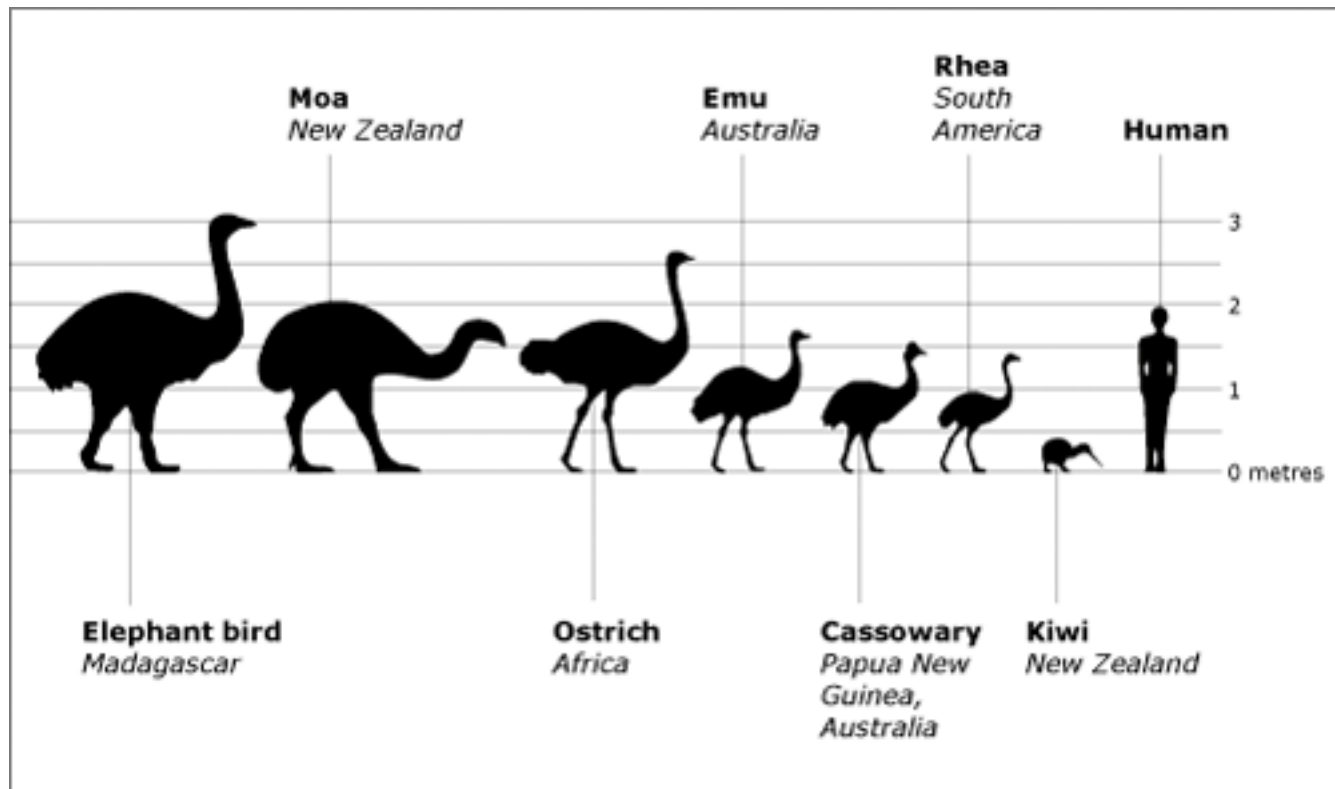 Moa
New Zealand
Emu
Australia
Rhea
South
America
Human
3
2
1
0 metres
Elephant bird
Madagascar
Ostrich
Africa
Cassowary
Papua New
Guinea,
Australia
Kiwi
New Zealand